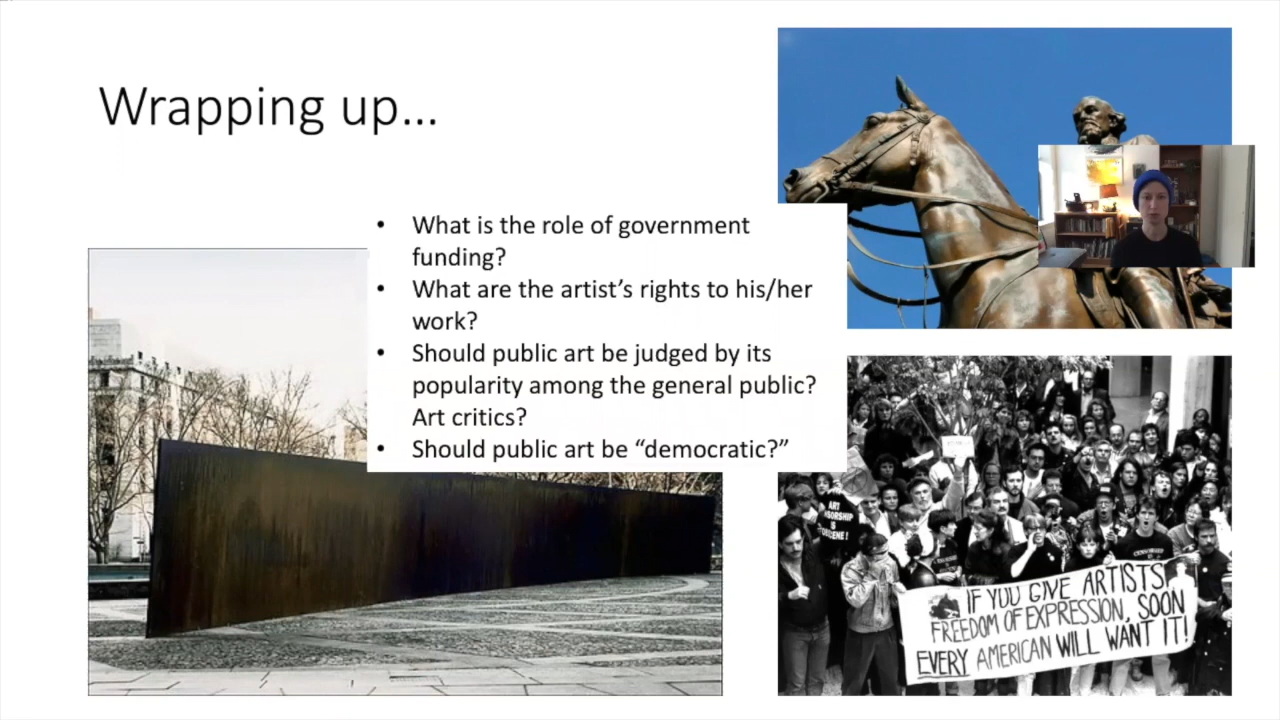 Wrapping up...
• What is the role of government
funding?
• What are the artist’s rights to his/her
work?
• Should public art be judged by its
popularity among the general public?
Art critics?
• Should public art be “democratic?”
ART
IS
IF YOU GIVE ARTISTS
FREEDOM OF EXPRESSION, SOON
EVERY AMERICAN WILL WANT IT!